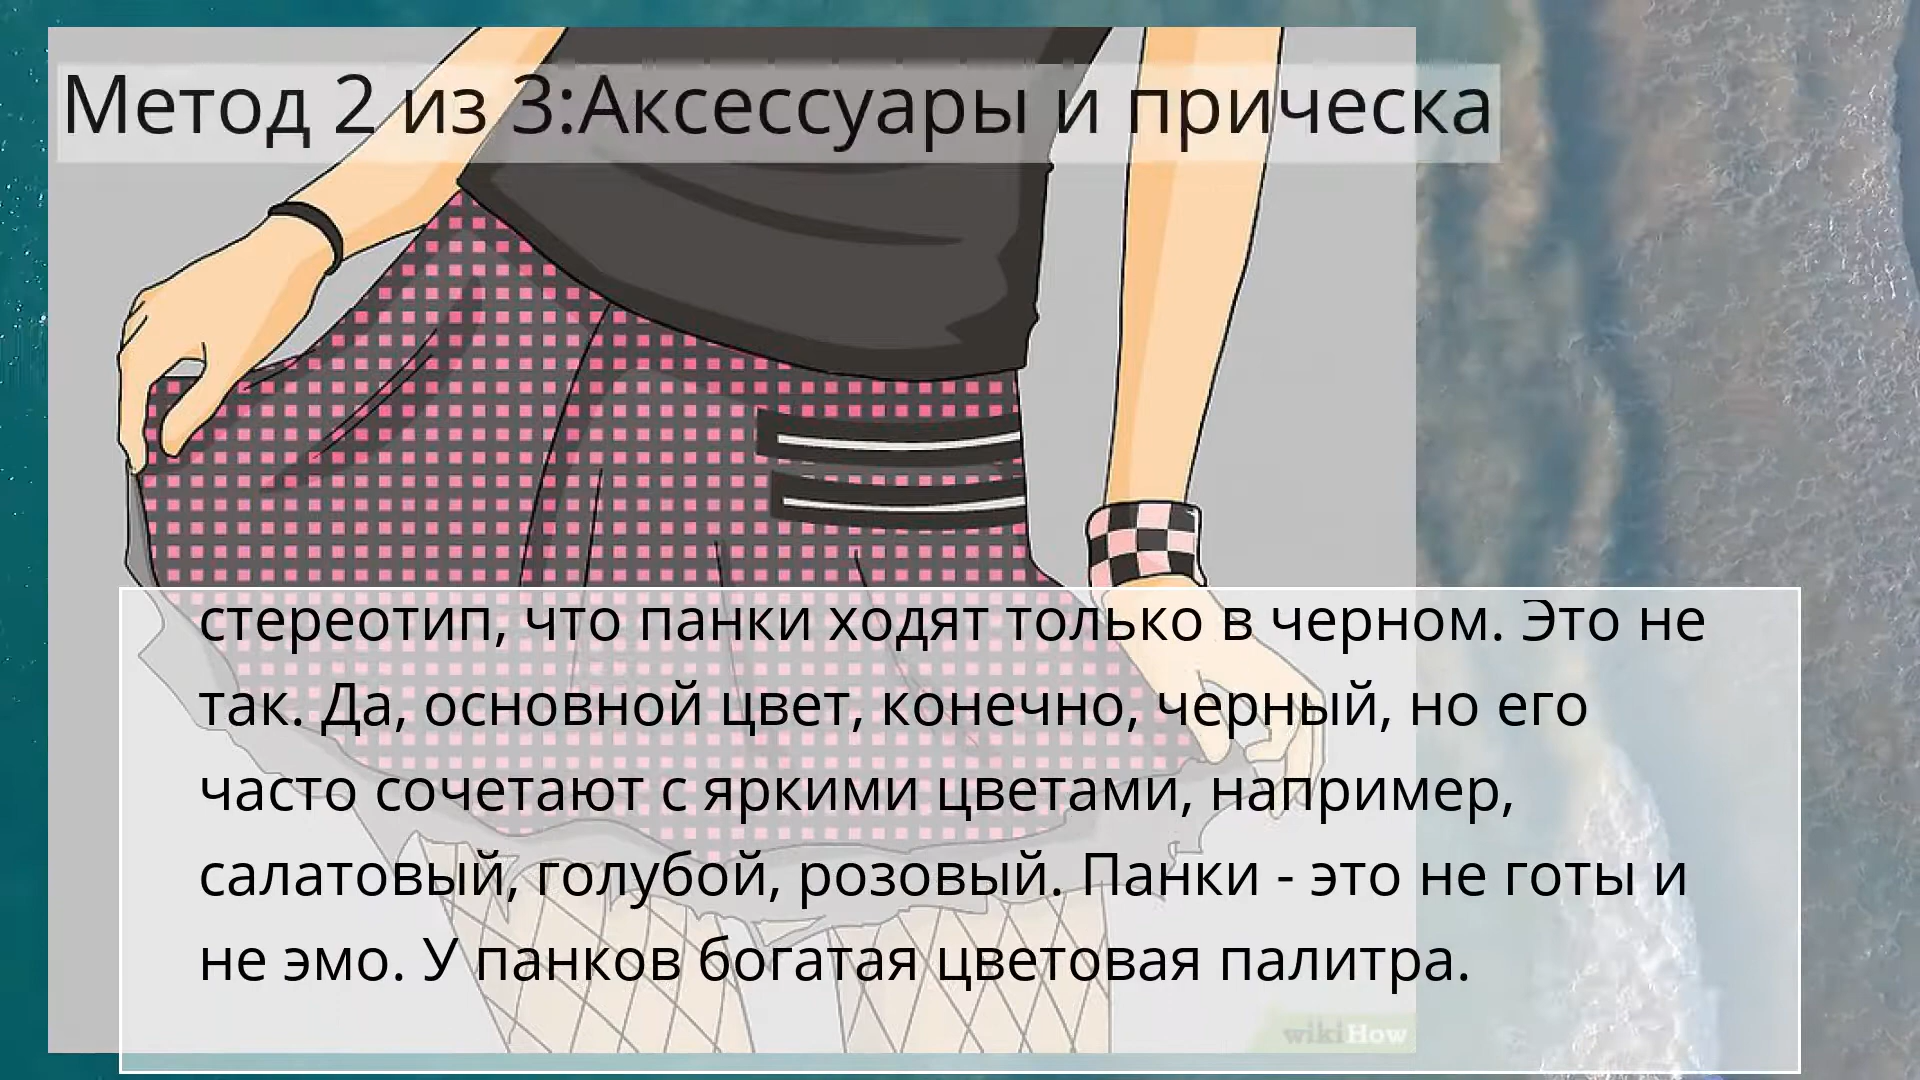 Метод 2 из 3:Аксессуары и прическа
стереотип, что панки ходят только в черном. Это не
так. Да, основной цвет, конечно, черный, но его
часто сочетают с яркими цветами, например,
салатовый, голубой, розовый. Панки - это не готы и
не эмо. У панков богатая цветовая палитра.
wikiHow